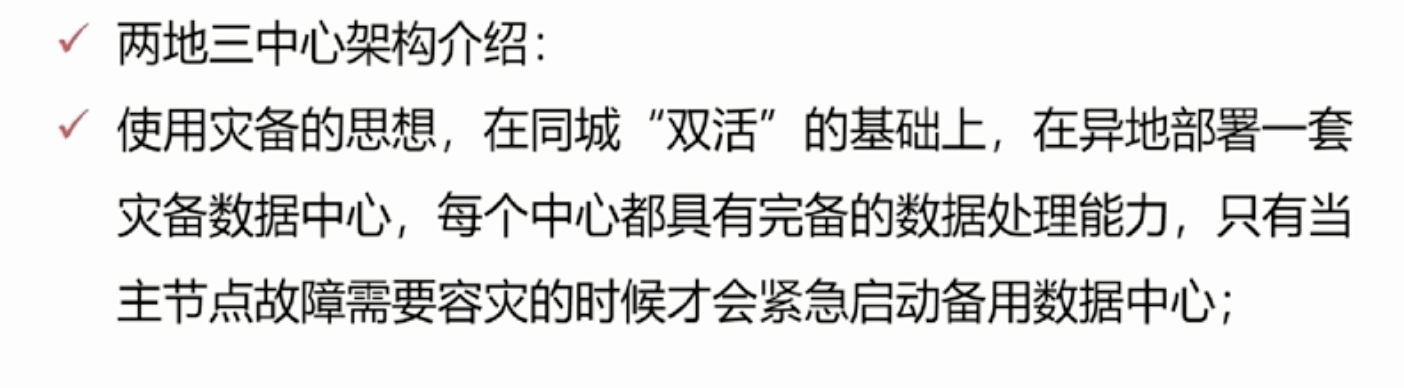 ✓ 两地三中心架构介绍：
✓ 使用灾备的思想，在同城“双活”的基础上，在异地部署一套
灾备数据中心，每个中心都具有完备的数据处理能力，只有当
主节点故障需要容灾的时候才会紧急启动备用数据中心；